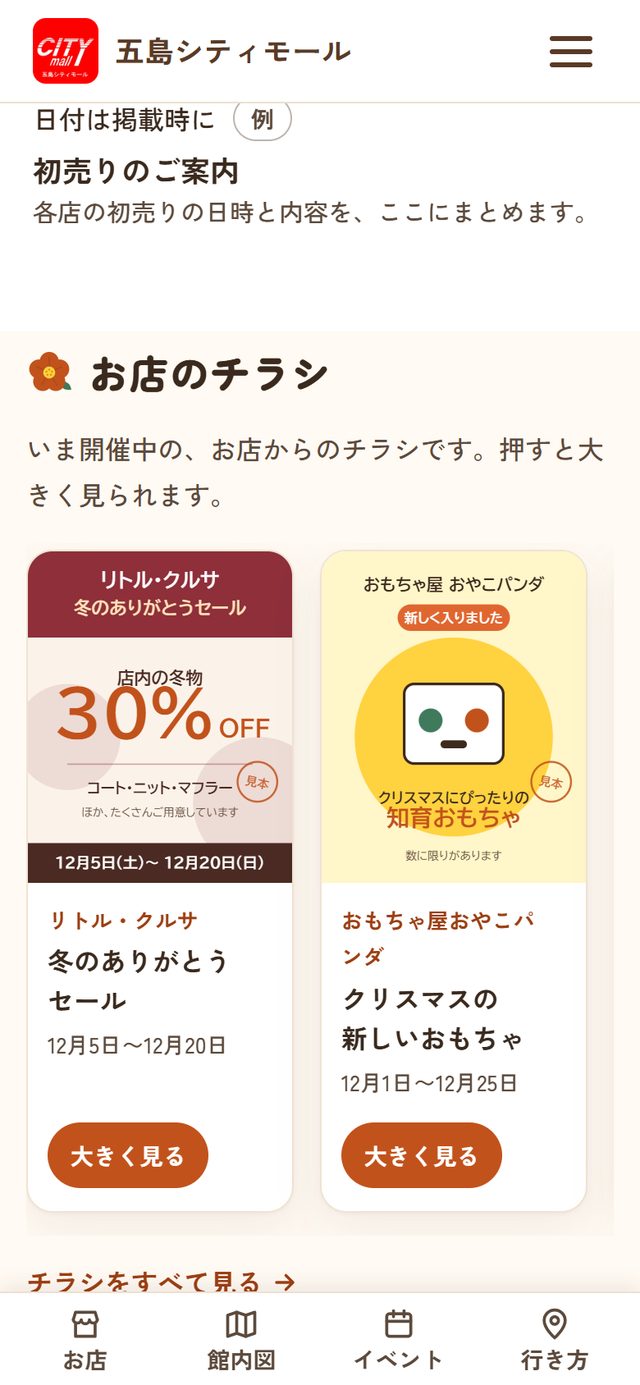 CITY
mall
五島シティモール
五島シティモール
日付は掲載時に 例
初売りのご案内
各店の初売りの日時と内容を、ここにまとめます。
お店のチラシ
いま開催中の、お店からのチラシです。押すと大
きく見られます。
リトル・クルサ
冬のありがとうセール
店内の冬物
30% OFF
コート・ニット・マフラー
見本
ほか、たくさんご用意しています
12月5日(土)〜 12月20日(日)
リトル・クルサ
冬のありがとう
セール
12月5日〜12月20日
大きく見る
おもちゃ屋 おやこパンダ
新しく入りました
クリスマスにぴったりの
見本
知育おもちゃ
数に限りがあります
おもちゃ屋おやこパ
ンダ
クリスマスの
新しいおもちゃ
12月1日〜12月25日
大きく見る
チラシをすべて見る →
お店
館内図
イベント
行き方